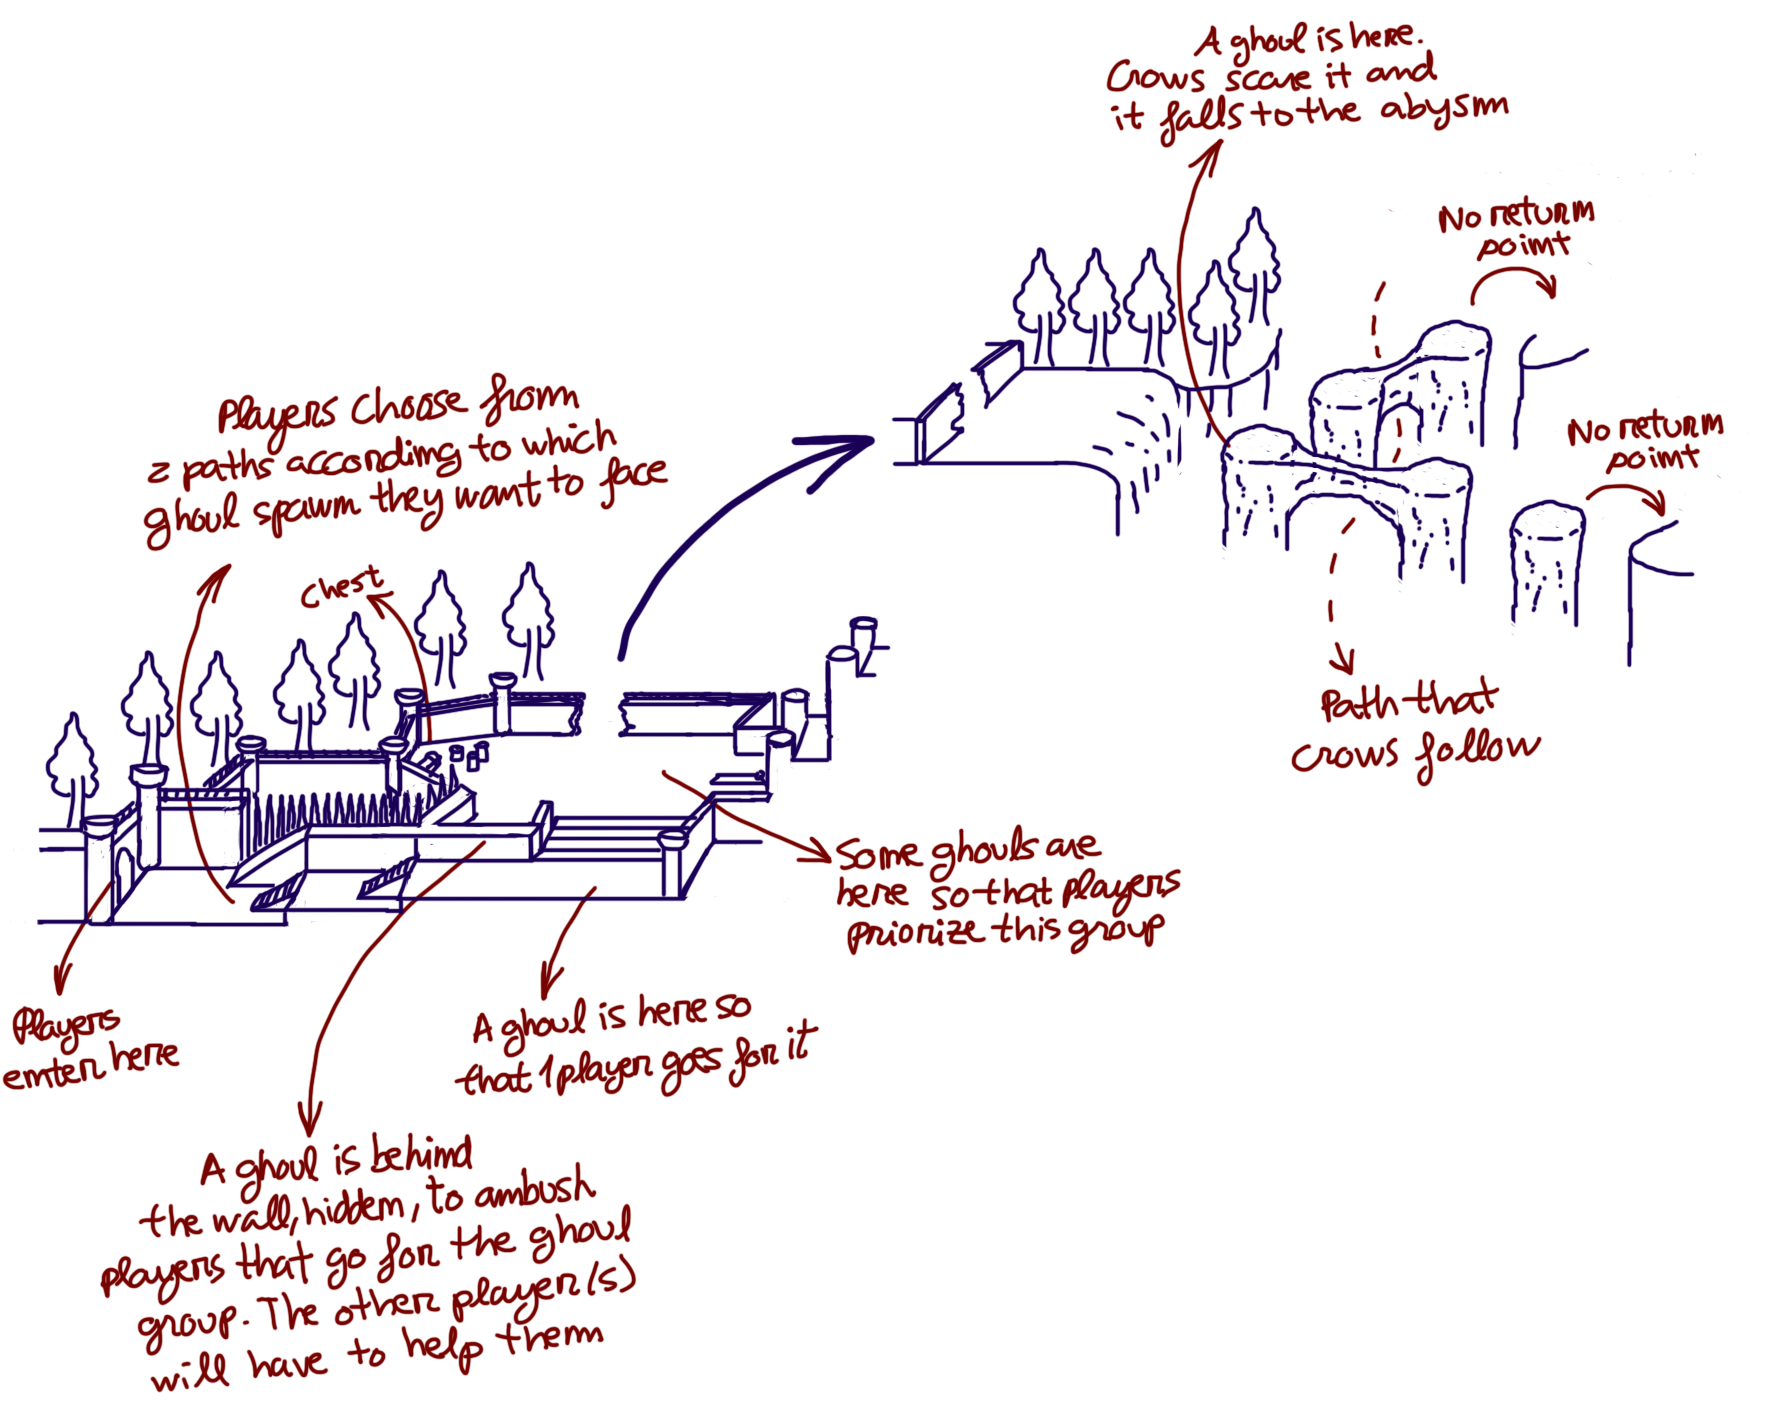 A ghoul is here.
Crows scare it and
it falls to the abysm
No return
point
No return
point
Path that
crows follow
Players choose from
2 paths according to which
ghoul spawn they want to face
Chest
Some ghouls are
here so that players
priorize this group
Players
enter here
A ghoul is here so
that 1 player goes for it
A ghoul is behind
the wall, hidden, to ambush
players that go for the ghoul
group. The other player(s)
will have to help them